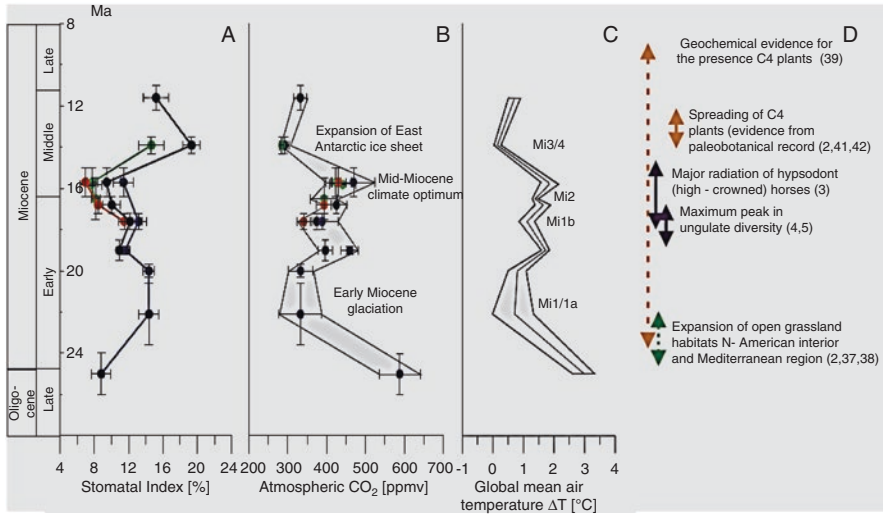 Ma
8
12
16
20
24
Miocene
Late
Middle
Early
Oligo-
cene
Late
A
4 8 12 16 20 24
Stomatal Index [%]
B
Expansion of East
Antarctic ice sheet
Mid-Miocene
climate optimum
Early Miocene
glaciation
200 300 400 500 600 700
Atmospheric CO2 [ppmv]
C
Mi3/4
Mi2
Mi1b
Mi1/1a
-1 0 1 2 3 4
Global mean air
temperature ΔT [°C]
D
Geochemical evidence for
the presence C4 plants (39)
Spreading of C4
plants (evidence from
paleobotanical record (2,41,42)
Major radiation of hypsodont
(high - crowned) horses (3)
Maximum peak in
ungulate diversity (4,5)
Expansion of open grassland
habitats N- American interior
and Mediterranean region (2,37,38)